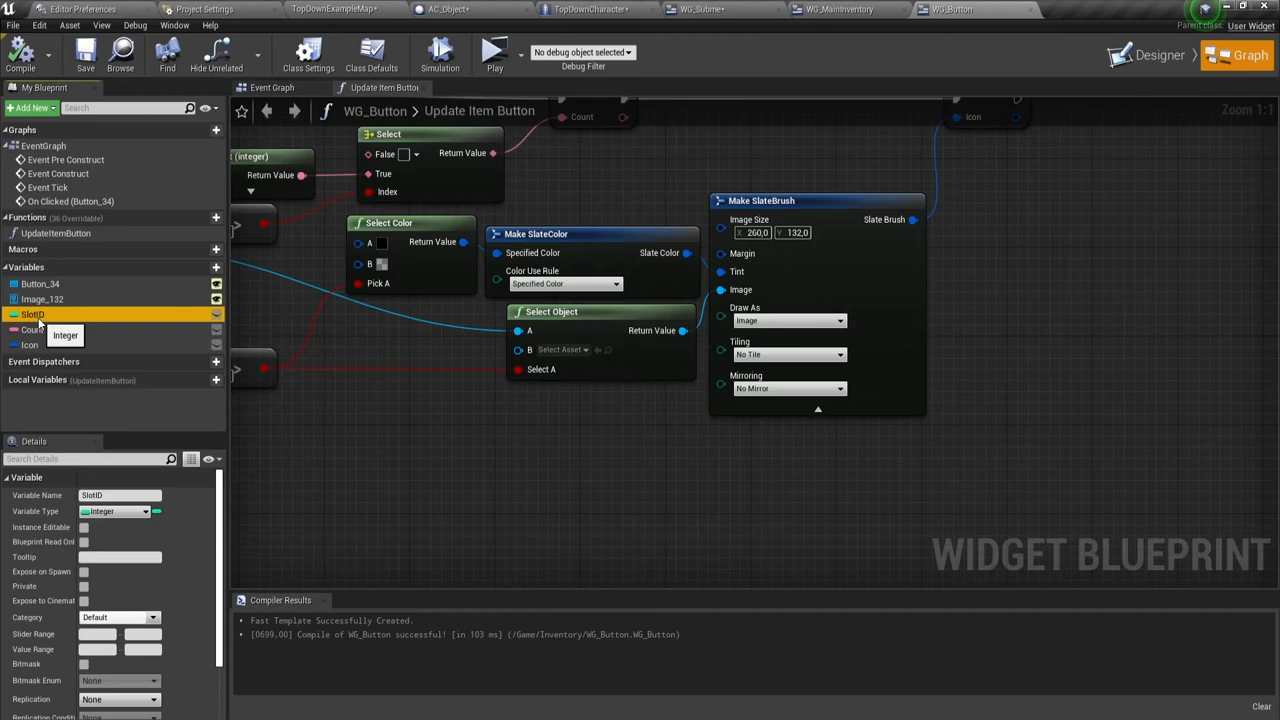 Editor Preferences
Project Settings
TopDownExampleMap*
AC_Object*
TopDownCharacter*
WG_Subme*
WG_MainInventory
WG_Button
File Edit Asset View Debug Window Help
Parent class: User Widget
Compile
Save
Browse
Find
Hide Unrelated
Class Settings
Class Defaults
Simulation
Play
No debug object selected
Debug Filter
Designer
Graph
My Blueprint
Event Graph
Update Item Button
+ Add New
Search
WG_Button > Update Item Button
Zoom 1:1
Graphs
EventGraph
Event Pre Construct
Event Construct
Event Tick
On Clicked (Button_34)
Functions (36 Overridable)
UpdateItemButton
Macros
Variables
Button_34
Image_132
SlotID
Count
Icon
Integer
Event Dispatchers
Local Variables (UpdateItemButton)
(integer)
Return Value
Select
False
Return Value
True
Index
Count
Icon
Select Color
A
Return Value
B
Pick A
Make SlateColor
Specified Color
Slate Color
Color Use Rule
Specified Color
Select Object
A
Return Value
B
Select Asset
Select A
Make SlateBrush
Image Size
Slate Brush
X 260,0 Y 132,0
Margin
Tint
Image
Draw As
Image
Tiling
No Tile
Mirroring
No Mirror
WIDGET BLUEPRINT
Details
Search Details
Variable
Variable Name SlotID
Variable Type Integer
Instance Editable
Blueprint Read Onl
Tooltip
Expose on Spawn
Private
Expose to Cinemat
Category Default
Slider Range
Value Range
Bitmask
Bitmask Enum None
Replication None
Replication Condit None
Compiler Results
Fast Template Successfully Created.
[0699,00] Compile of WG_Button successful! [in 103 ms] (/Game/Inventory/WG_Button.WG_Button)
Clear